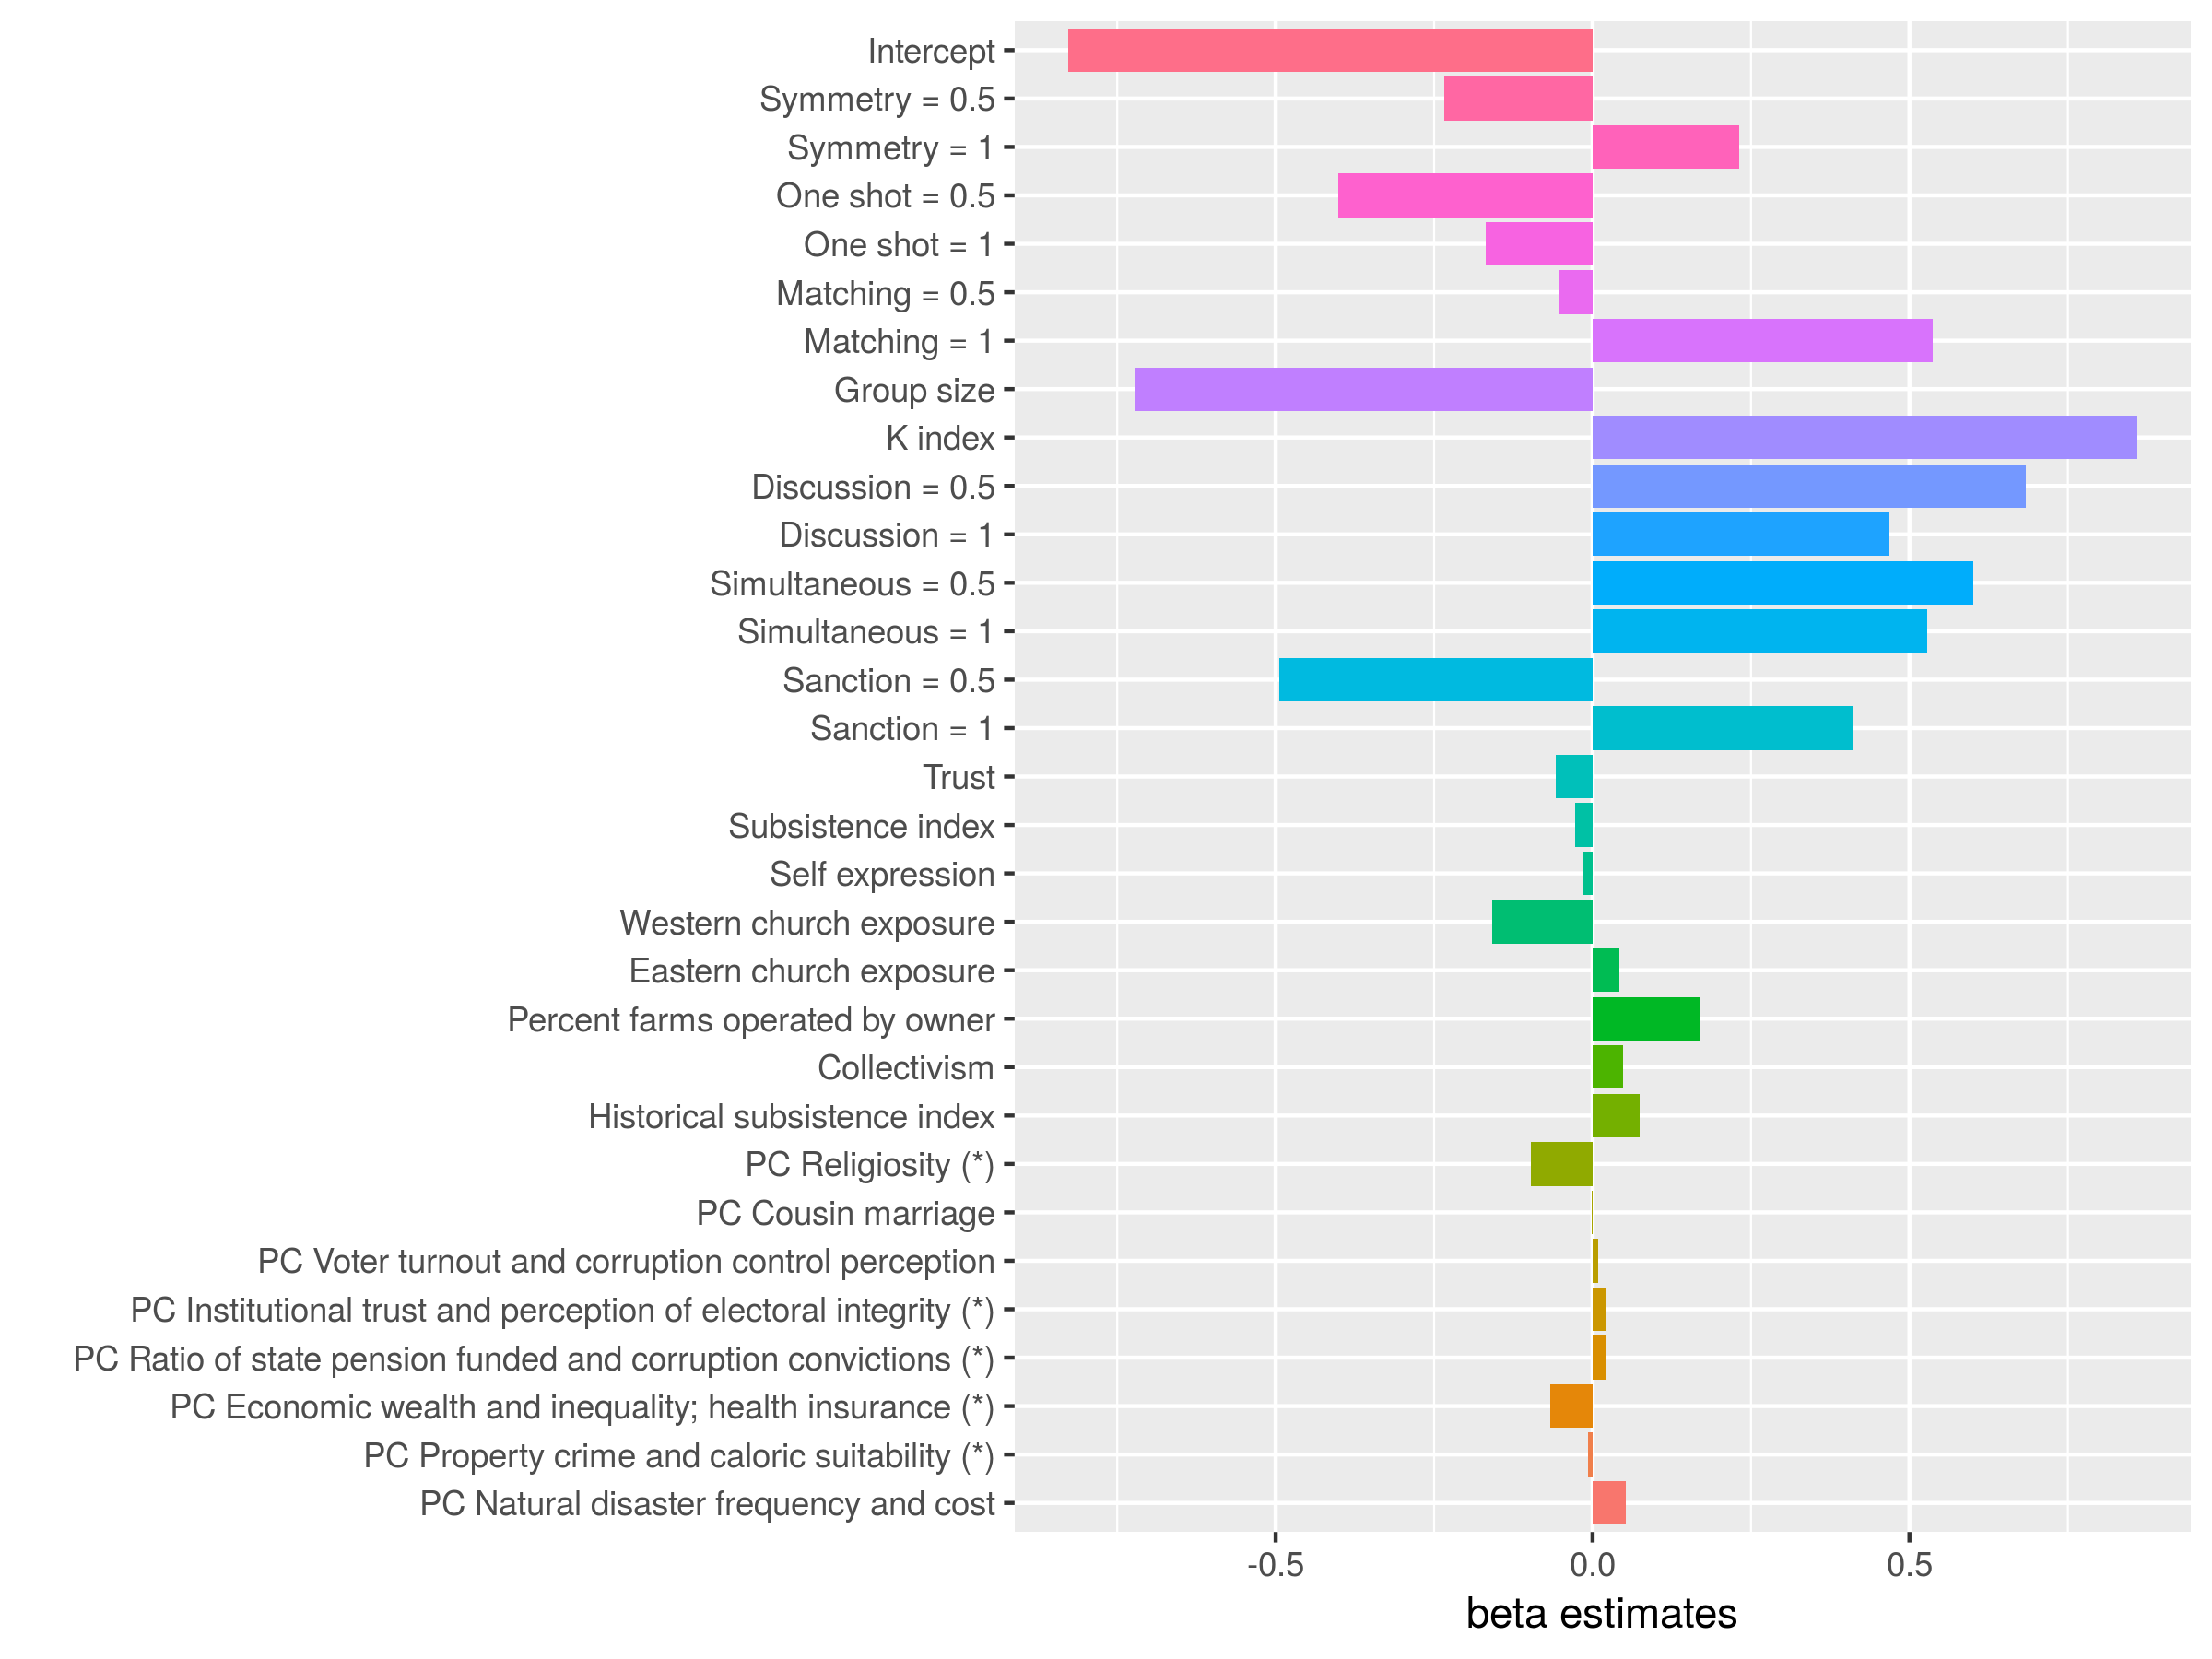 Intercept
Symmetry = 0.5
Symmetry = 1
One shot = 0.5
One shot = 1
Matching = 0.5
Matching = 1
Group size
K index
Discussion = 0.5
Discussion = 1
Simultaneous = 0.5
Simultaneous = 1
Sanction = 0.5
Sanction = 1
Trust
Subsistence index
Self expression
Western church exposure
Eastern church exposure
Percent farms operated by owner
Collectivism
Historical subsistence index
PC Religiosity (*)
PC Cousin marriage
PC Voter turnout and corruption control perception
PC Institutional trust and perception of electoral integrity (*)
PC Ratio of state pension funded and corruption convictions (*)
PC Economic wealth and inequality; health insurance (*)
PC Property crime and caloric suitability (*)
PC Natural disaster frequency and cost
-0.5 0.0 0.5
beta estimates